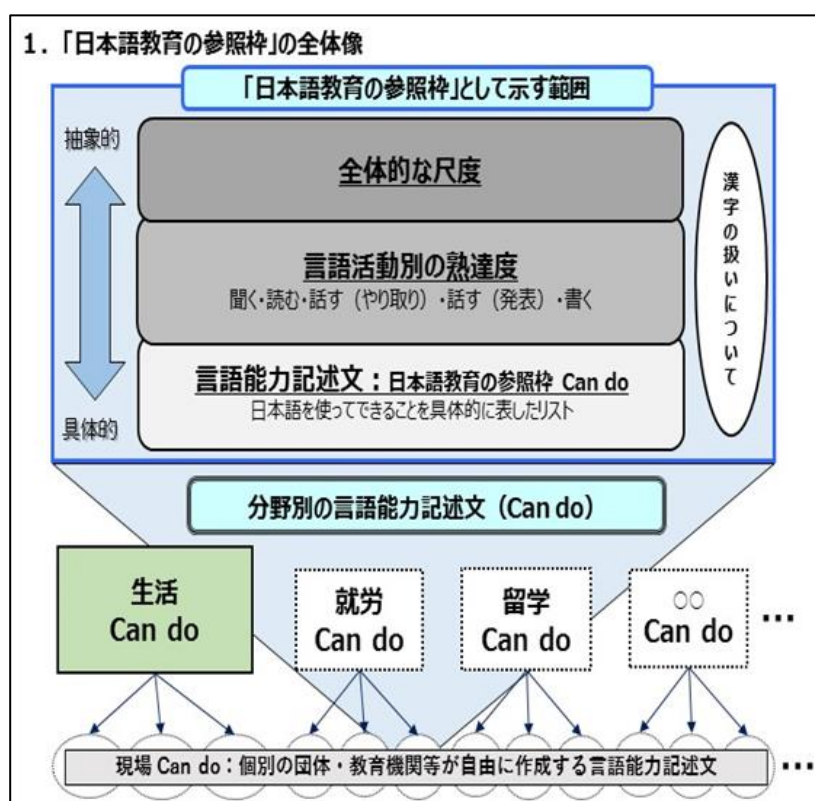 1．「日本語教育の参照枠」の全体像
「日本語教育の参照枠」として示す範囲
抽象的
具体的
全体的な尺度
言語活動別の熟達度
聞く・読む・話す（やり取り）・話す（発表）・書く
言語能力記述文：日本語教育の参照枠 Can do
日本語を使ってできることを具体的に表したリスト
漢字の扱いについて
分野別の言語能力記述文（Can do）
生活
Can do
就労
Can do
留学
Can do
○○
Can do
…
現場 Can do：個別の団体・教育機関等が自由に作成する言語能力記述文
…